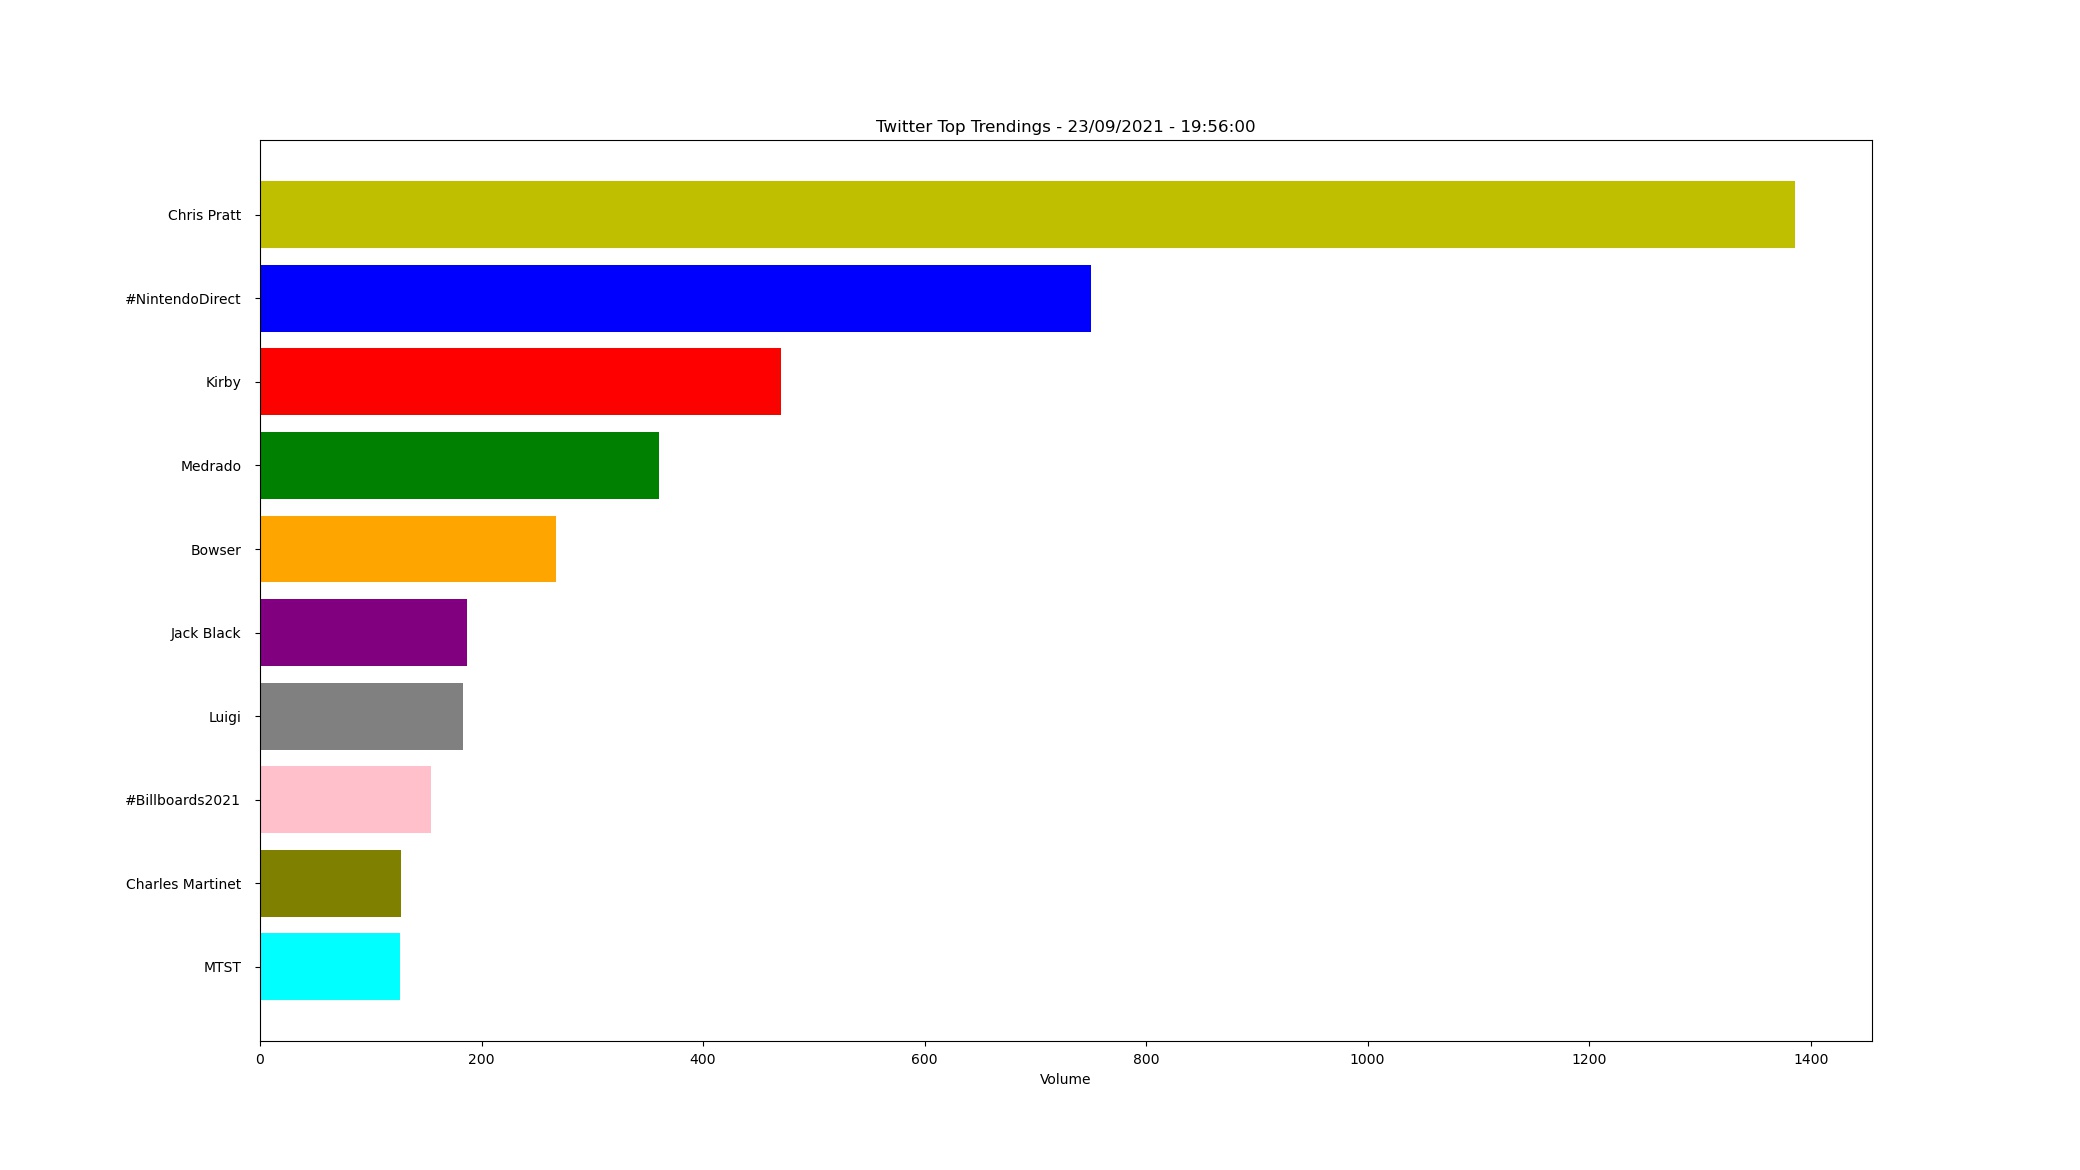 Twitter Top Trendings - 23/09/2021 - 19:56:00
Chris Pratt
#NintendoDirect
Kirby
Medrado
Bowser
Jack Black
Luigi
#Billboards2021
Charles Martinet
MTST
0 200 400 600 800 1000 1200 1400
Volume